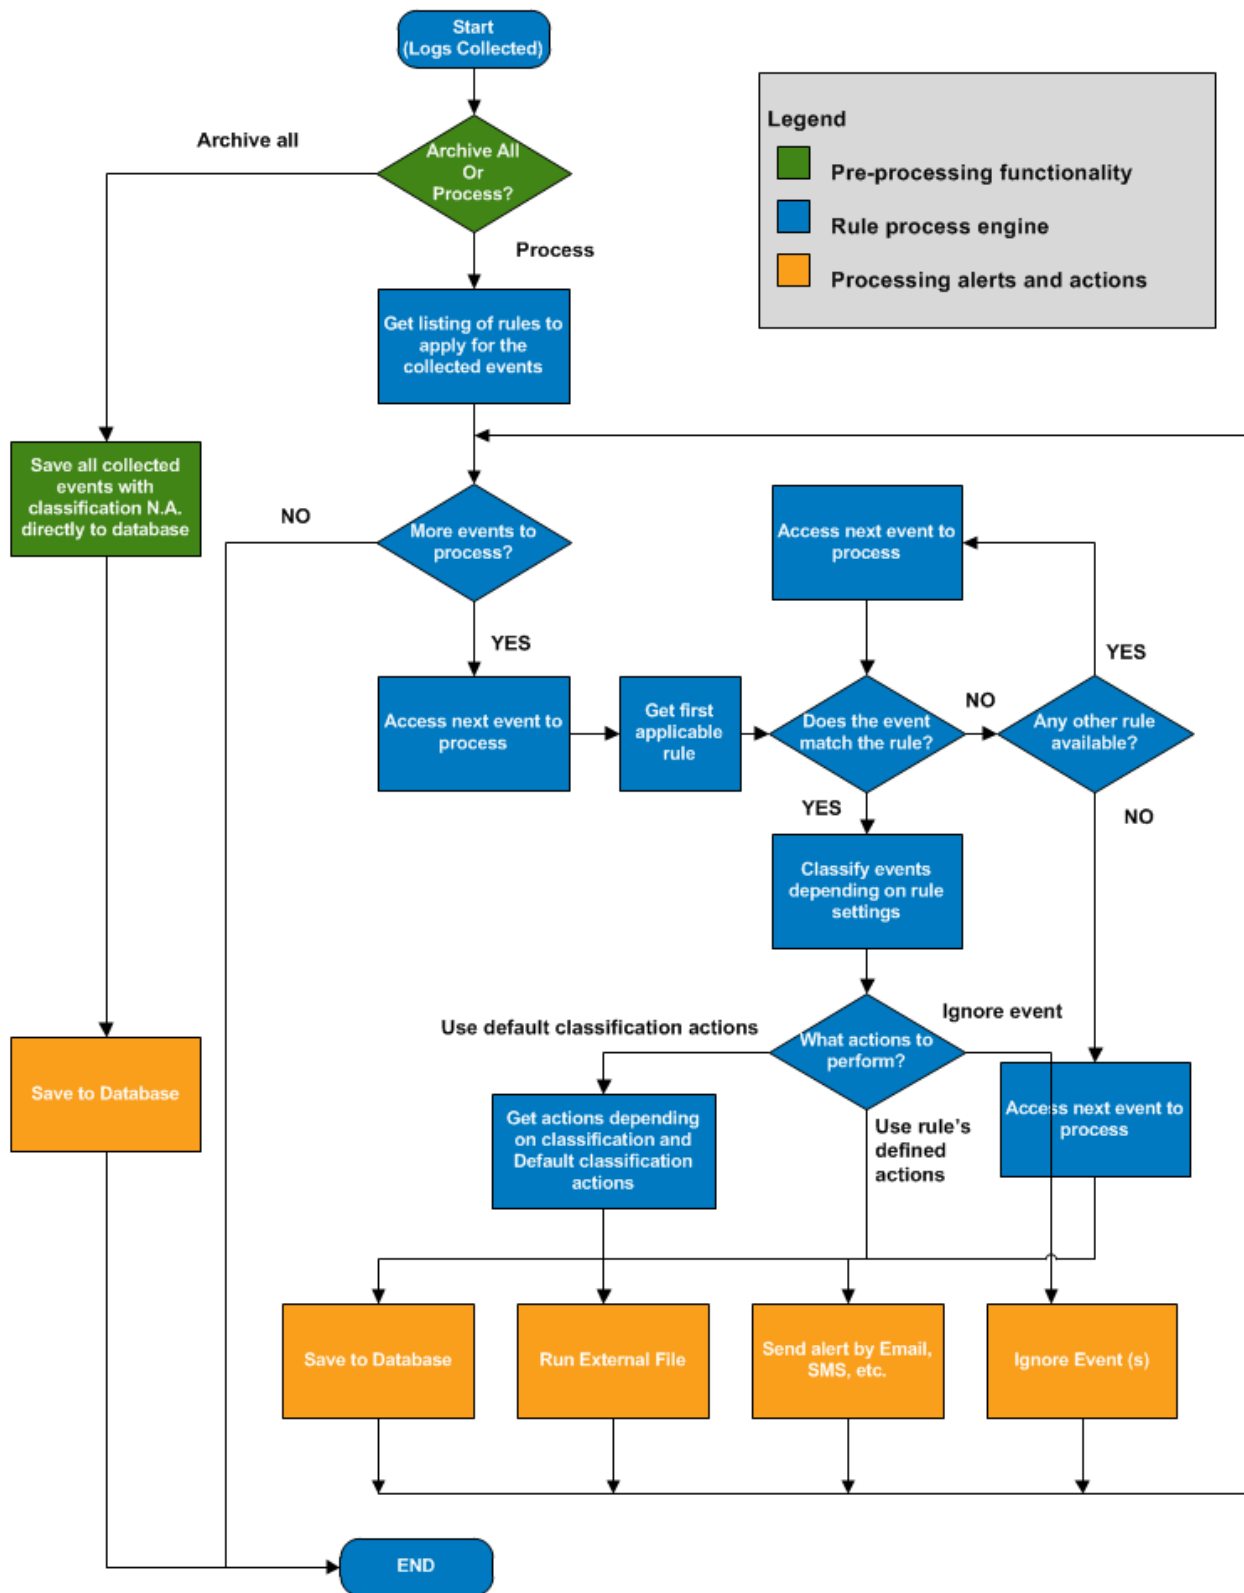 Start
(Logs Collected)
Legend
Pre-processing functionality
Rule process engine
Processing alerts and actions
Archive all
Archive All
Or
Process?
Process
Get listing of rules to
apply for the
collected events
Save all collected
events with
classification N.A.
directly to database
NO
More events to
process?
YES
Access next event to
process
YES
Access next event to
process
Get first
applicable
rule
Does the event
match the rule?
NO
Any other rule
available?
YES
NO
Classify events
depending on rule
settings
Use default classification actions
What actions to
perform?
Ignore event
Save to Database
Get actions depending
on classification and
Default classification
actions
Use rule's
defined
actions
Access next event to
process
Save to Database
Run External File
Send alert by Email,
SMS, etc.
Ignore Event (s)
END